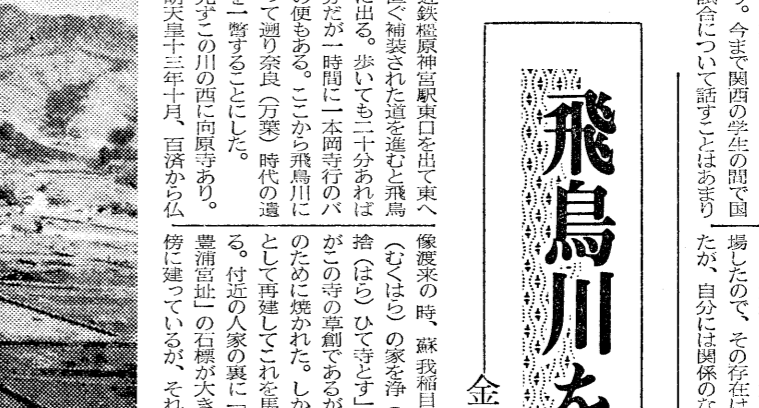 う。今まで関西の学生の間で国
試合について話すことはあまり
場したので、その存在は
たが、自分には関係のな
飛鳥川を
金
近鉄橿原神宮駅東口を出て東へ
直ぐ補装された道を進むと飛鳥
に出る。歩いても二十分あれば
分だが一時間に一本岡寺行のバ
の便もある。ここから飛鳥川に
って遡り奈良（万葉）時代の遺
を一瞥することにした。
先ずこの川の西に向原寺あり。
明天皇十三年十月、百済から仏
像渡来の時、蘇我稲目
（むくはら）の家を浄
捨（はら）ひて寺とす」
がこの寺の草創であるが
のために焼かれた。しか
として再建してこれを馬
る。付近の人家の裏に「
豊浦宮址」の石標が大き
傍に建っているが、それ